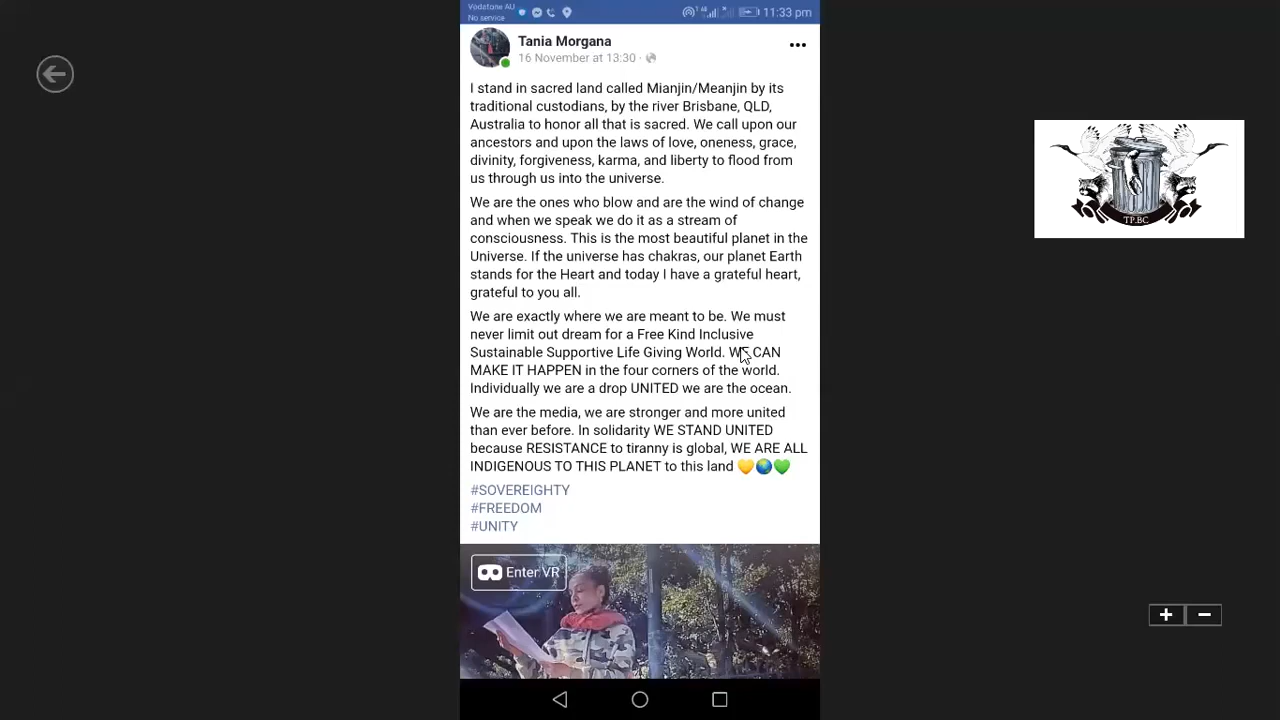 Vodafone AU
No service
11:33 pm
Tania Morgana
16 November at 13:30 ·
I stand in sacred land called Mianjin/Meanjin by its
traditional custodians, by the river Brisbane, QLD,
Australia to honor all that is sacred. We call upon our
ancestors and upon the laws of love, oneness, grace,
divinity, forgiveness, karma, and liberty to flood from
us through us into the universe.
We are the ones who blow and are the wind of change
and when we speak we do it as a stream of
consciousness. This is the most beautiful planet in the
Universe. If the universe has chakras, our planet Earth
stands for the Heart and today I have a grateful heart,
grateful to you all.
We are exactly where we are meant to be. We must
never limit out dream for a Free Kind Inclusive
Sustainable Supportive Life Giving World. WE CAN
MAKE IT HAPPEN in the four corners of the world.
Individually we are a drop UNITED we are the ocean.
We are the media, we are stronger and more united
than ever before. In solidarity WE STAND UNITED
because RESISTANCE to tiranny is global, WE ARE ALL
INDIGENOUS TO THIS PLANET to this land 💛🌏💚
#SOVEREIGHTY
#FREEDOM
#UNITY
Enter VR
TP.BC